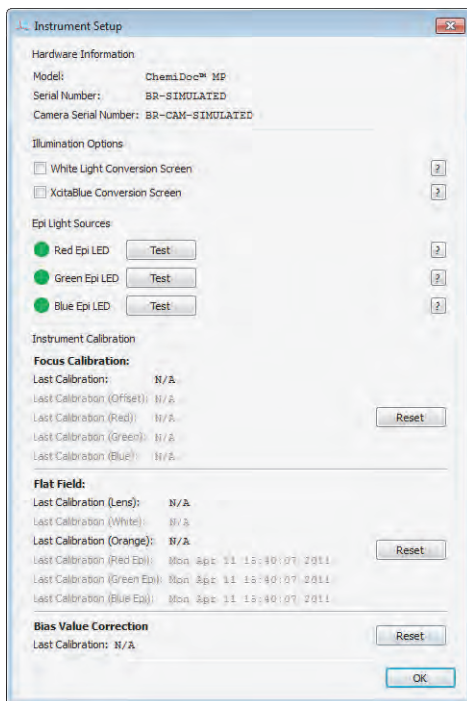 Instrument Setup
Hardware Information
Model: ChemiDoc™ MP
Serial Number: BR-SIMULATED
Camera Serial Number: BR-CAM-SIMULATED
Illumination Options
White Light Conversion Screen ?
XcitaBlue Conversion Screen ?
Epi Light Sources
Red Epi LED Test ?
Green Epi LED Test ?
Blue Epi LED Test ?
Instrument Calibration
Focus Calibration:
Last Calibration: N/A
Last Calibration (Offset): N/A
Last Calibration (Red): N/A
Reset
Last Calibration (Green): N/A
Last Calibration (Blue): N/A
Flat Field:
Last Calibration (Lens): N/A
Last Calibration (White): N/A
Last Calibration (Orange): N/A
Reset
Last Calibration (Red Epi): Mon Apr 11 15:40:07 2011
Last Calibration (Green Epi): Mon Apr 11 15:40:07 2011
Last Calibration (Blue Epi): Mon Apr 11 15:40:07 2011
Bias Value Correction
Reset
Last Calibration: N/A
OK